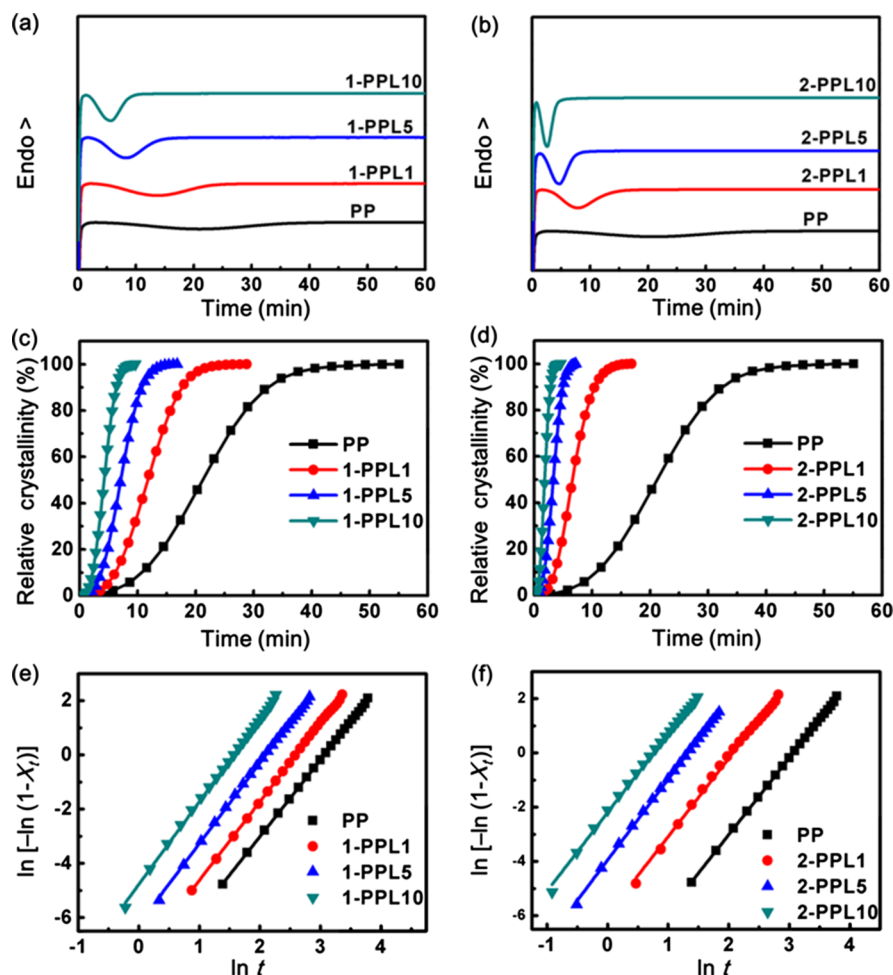 (a)
1-PPL10
1-PPL5
1-PPL1
PP
Endo >
0 10 20 30 40 50 60
Time (min)
(b)
2-PPL10
2-PPL5
2-PPL1
PP
Endo >
0 10 20 30 40 50 60
Time (min)
(c)
100
80
60
40
20
0
Relative crystallinity (%)
PP
1-PPL1
1-PPL5
1-PPL10
0 10 20 30 40 50 60
Time (min)
(d)
100
80
60
40
20
0
Relative crystallinity (%)
PP
2-PPL1
2-PPL5
2-PPL10
0 10 20 30 40 50 60
Time (min)
(e)
2
0
-2
-4
-6
ln [–ln (1-Xt)]
PP
1-PPL1
1-PPL5
1-PPL10
-1 0 1 2 3 4
ln t
(f)
2
0
-2
-4
-6
ln [–ln (1-Xt)]
PP
2-PPL1
2-PPL5
2-PPL10
-1 0 1 2 3 4
ln t